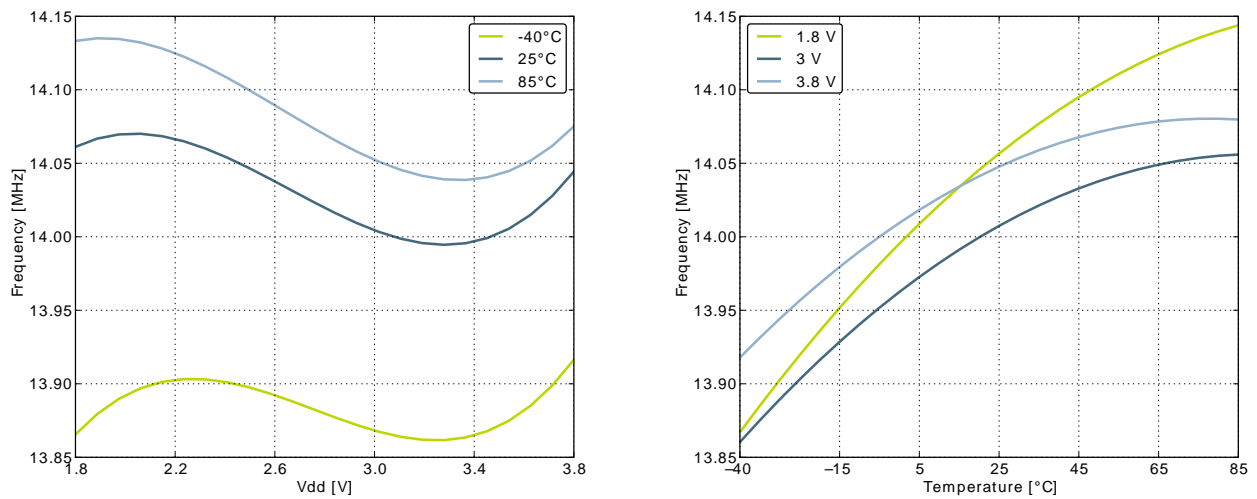 14.15
14.10
14.05
14.00
13.95
13.90
13.85
Frequency [MHz]
-40°C
25°C
85°C
1.8 2.2 2.6 3.0 3.4 3.8
Vdd [V]
14.15
14.10
14.05
14.00
13.95
13.90
13.85
Frequency [MHz]
1.8 V
3 V
3.8 V
−40 −15 5 25 45 65 85
Temperature [°C]